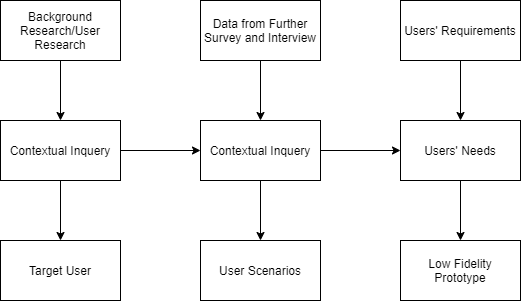 Background
Research/User
Research
Data from Further
Survey and Interview
Users' Requirements
Contextual Inquery
Contextual Inquery
Users' Needs
Target User
User Scenarios
Low Fidelity
Prototype